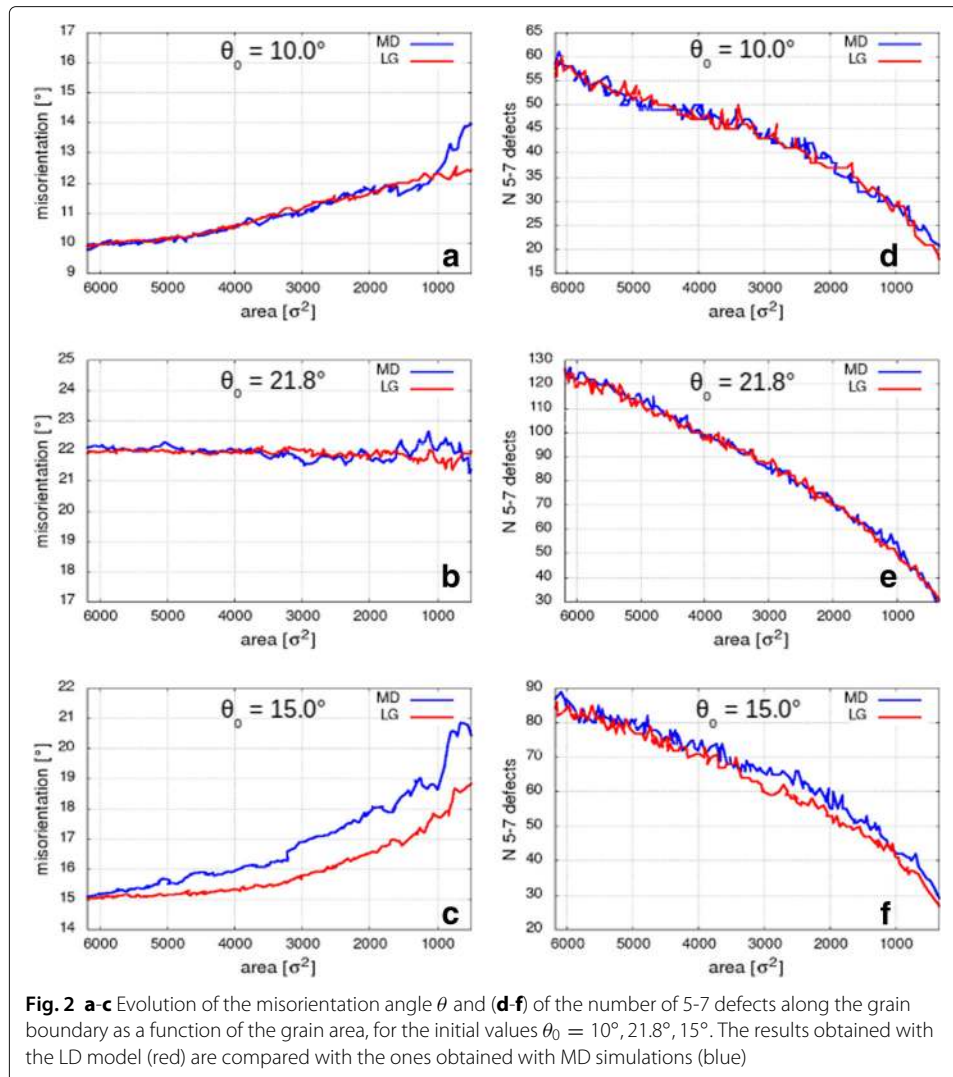 θ₀ = 10.0°
MD
LG
misorientation [°]
17
16
15
14
13
12
11
10
9
6000 5000 4000 3000 2000 1000
area [σ²]
a
θ₀ = 10.0°
MD
LG
N 5-7 defects
65
60
55
50
45
40
35
30
25
20
15
6000 5000 4000 3000 2000 1000
area [σ²]
d
θ₀ = 21.8°
MD
LG
misorientation [°]
25
24
23
22
21
20
19
18
17
6000 5000 4000 3000 2000 1000
area [σ²]
b
θ₀ = 21.8°
MD
LG
N 5-7 defects
130
120
110
100
90
80
70
60
50
40
30
6000 5000 4000 3000 2000 1000
area [σ²]
e
θ₀ = 15.0°
MD
LG
misorientation [°]
22
21
20
19
18
17
16
15
14
6000 5000 4000 3000 2000 1000
area [σ²]
c
θ₀ = 15.0°
MD
LG
N 5-7 defects
90
80
70
60
50
40
30
20
6000 5000 4000 3000 2000 1000
area [σ²]
f
Fig. 2 a-c Evolution of the misorientation angle θ and (d-f) of the number of 5-7 defects along the grain
boundary as a function of the grain area, for the initial values θ₀ = 10°, 21.8°, 15°. The results obtained with
the LD model (red) are compared with the ones obtained with MD simulations (blue)